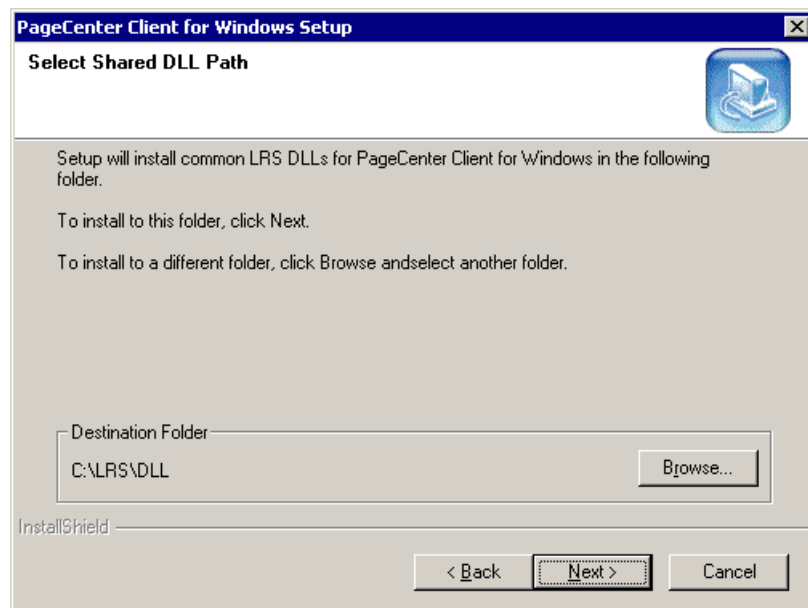 PageCenter Client for Windows Setup
Select Shared DLL Path
Setup will install common LRS DLLs for PageCenter Client for Windows in the following
folder.
To install to this folder, click Next.
To install to a different folder, click Browse andselect another folder.
Destination Folder
C:\LRS\DLL
Browse...
InstallShield
< Back
Next >
Cancel